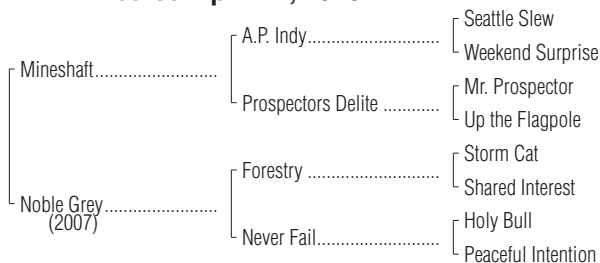 Seattle Slew
A.P. Indy
Weekend Surprise
Mineshaft
Mr. Prospector
Prospectors Delite
Up the Flagpole
Storm Cat
Forestry
Shared Interest
Noble Grey
(2007)
Holy Bull
Never Fail
Peaceful Intention